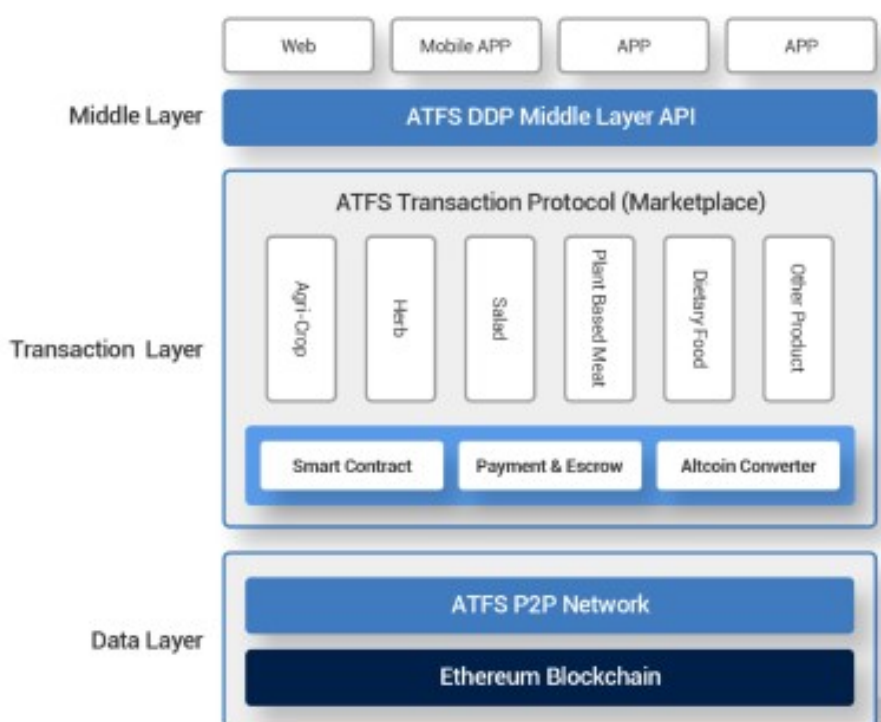 Web
Mobile APP
APP
APP
Middle Layer
ATFS DDP Middle Layer API
ATFS Transaction Protocol (Marketplace)
Agri-Crop
Herb
Salad
Plant Based Meat
Dietary Food
Other Product
Transaction Layer
Smart Contract
Payment & Escrow
Altcoin Converter
ATFS P2P Network
Data Layer
Ethereum Blockchain